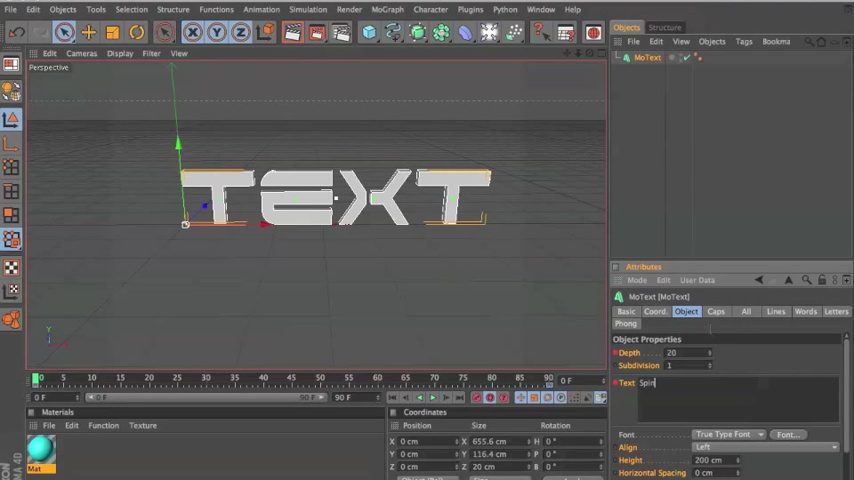 File Edit Objects Tools Selection Structure Functions Animation Simulation Render MoGraph Character Plugins Python Window Help
X Y Z
Edit Cameras Display Filter View
Perspective
TEXT
Y
0 5 10 15 20 25 30 35 40 45 50 55 60 65 70 75 80 85 90 0 F
0 F 0 F 90 F 90 F
Materials
File Edit Function Texture
Mat
Coordinates
Position Size Rotation
X 0 cm X 655.6 cm H 0 °
Y 0 cm Y 116.4 cm P 0 °
Z 0 cm Z 20 cm B 0 °
Objects Structure
File Edit View Objects Tags Bookma
MoText
Attributes
Mode Edit User Data
MoText [MoText]
Basic Coord. Object Caps All Lines Words Letters
Phong
Object Properties
Depth 20
Subdivision 1
Text Spin
Font True Type Font Font...
Align Left
Height 200 cm
Horizontal Spacing 0 cm